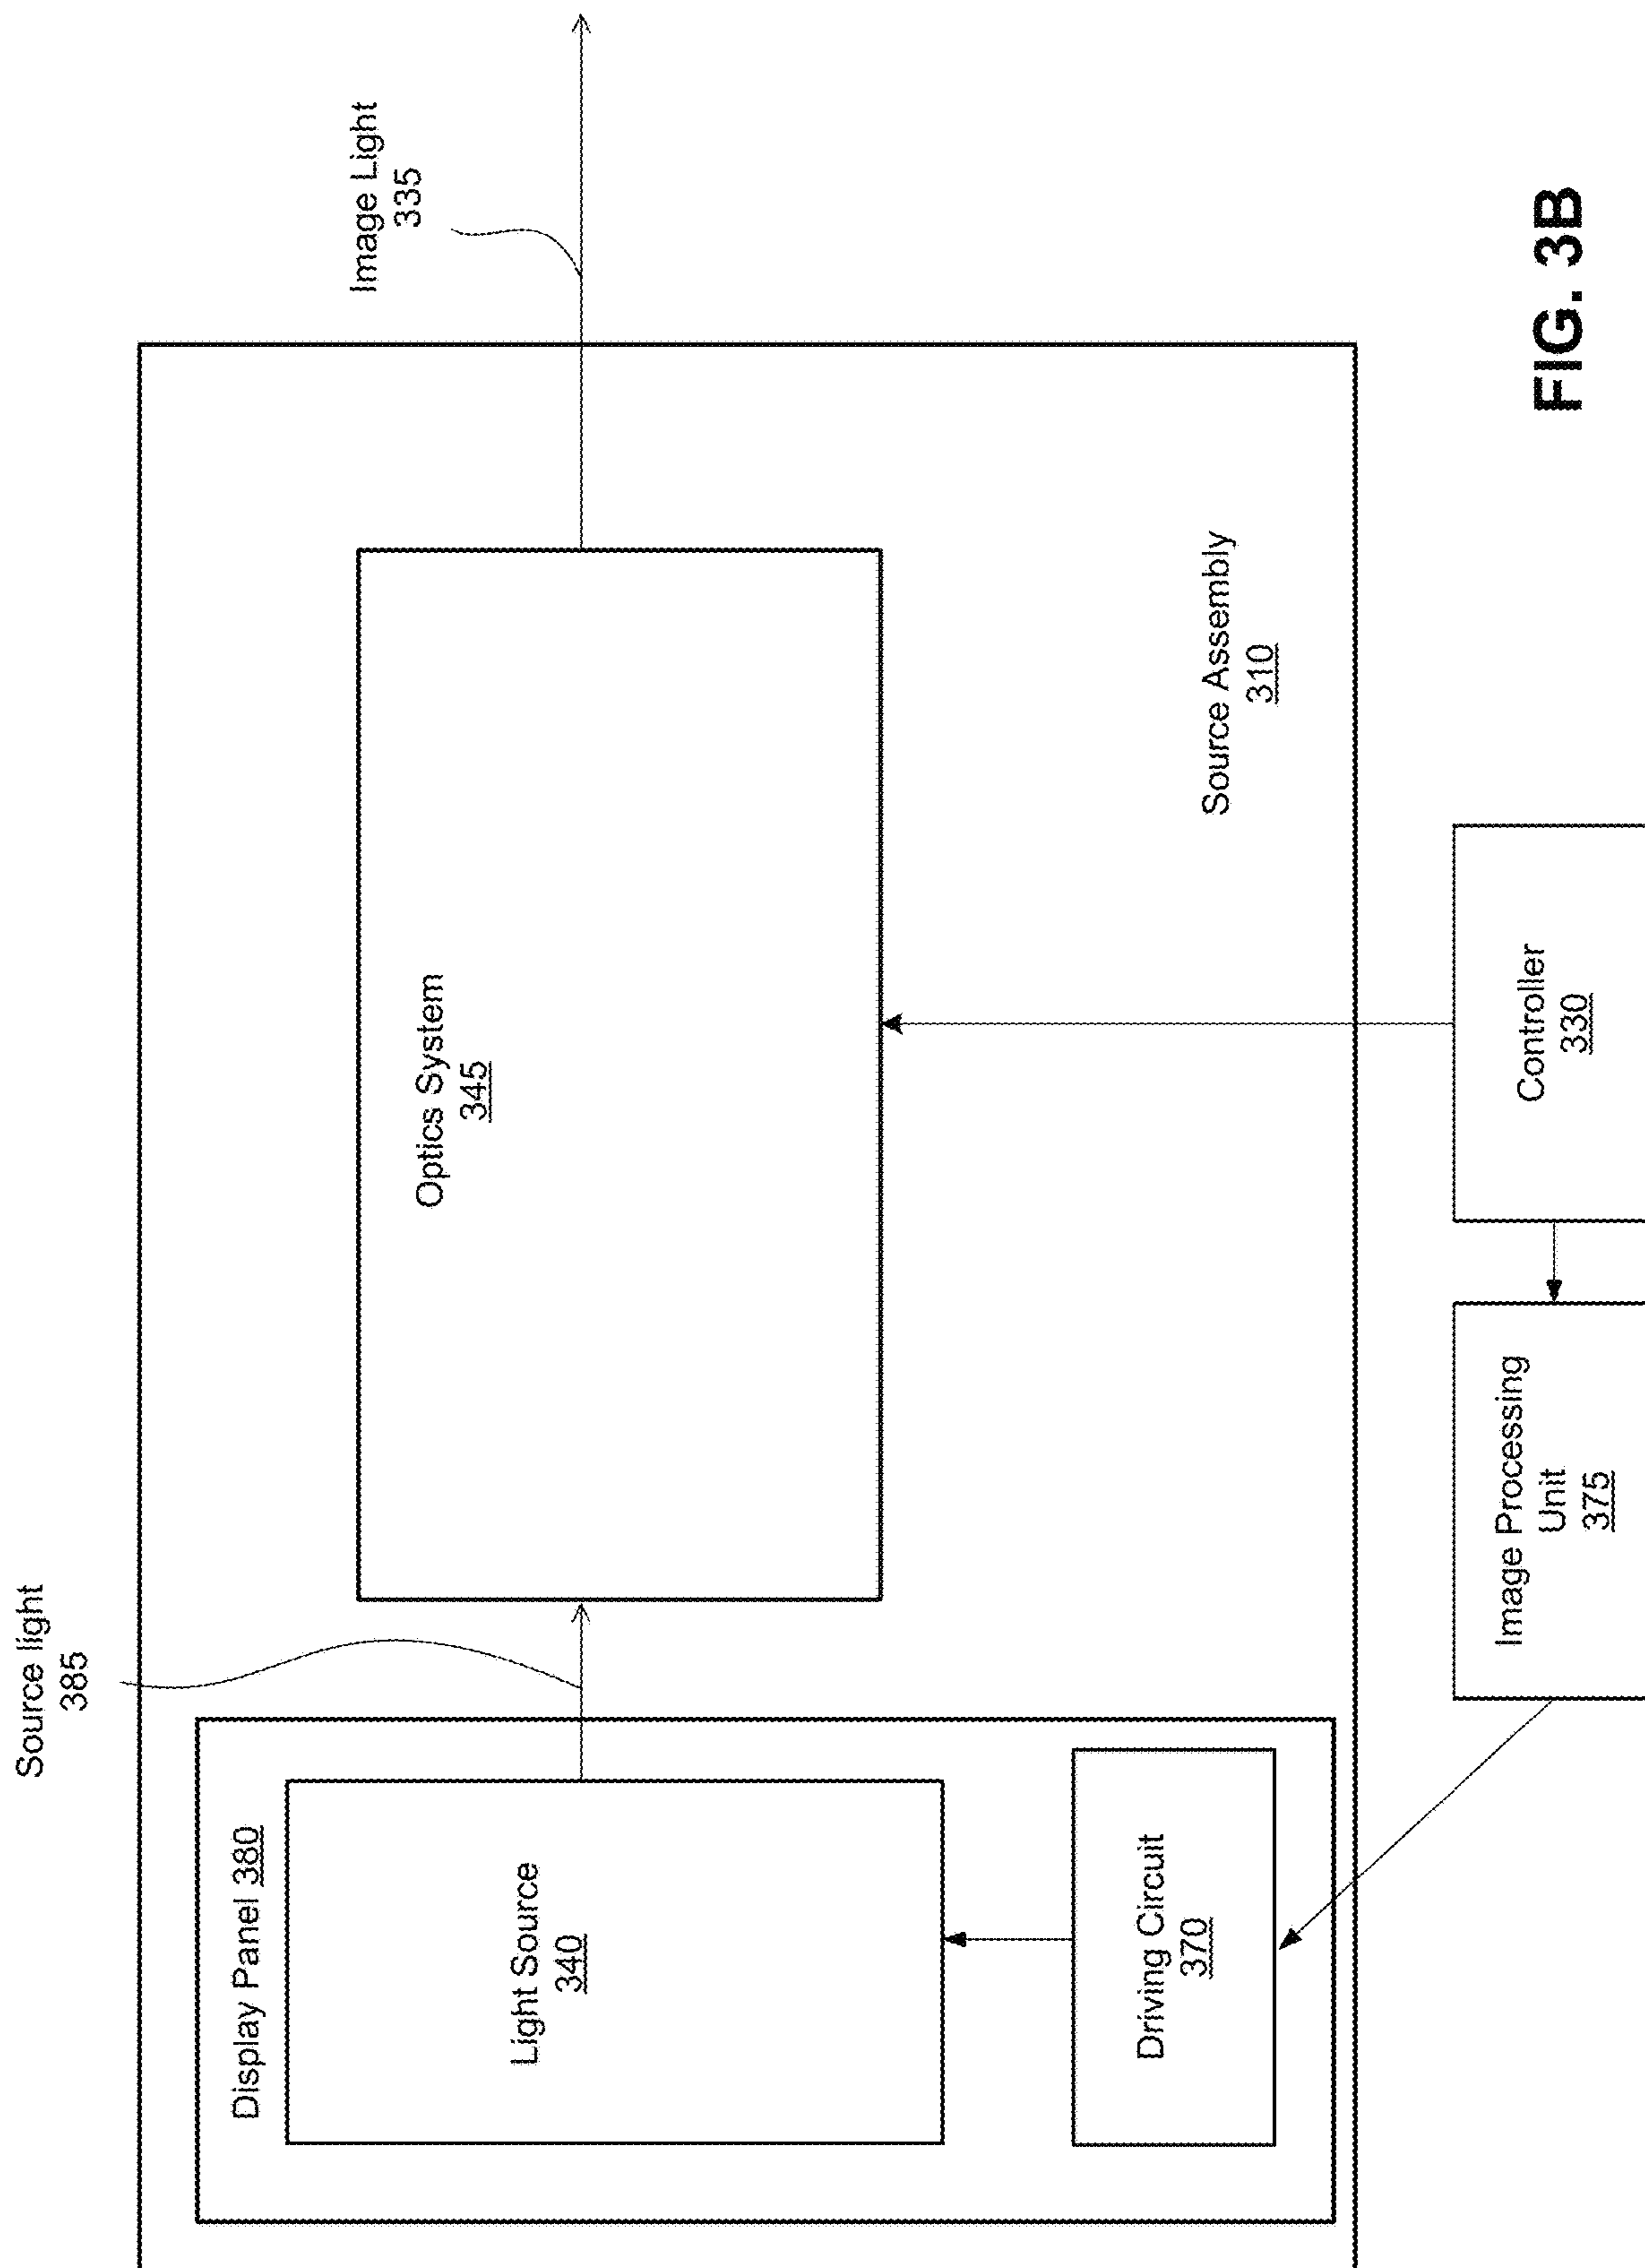 Source light
385
Image Light
335
Display Panel 380
Light Source
340
Optics System
345
Driving Circuit
370
Source Assembly
310
Image Processing
Unit
375
Controller
330
FIG. 3B